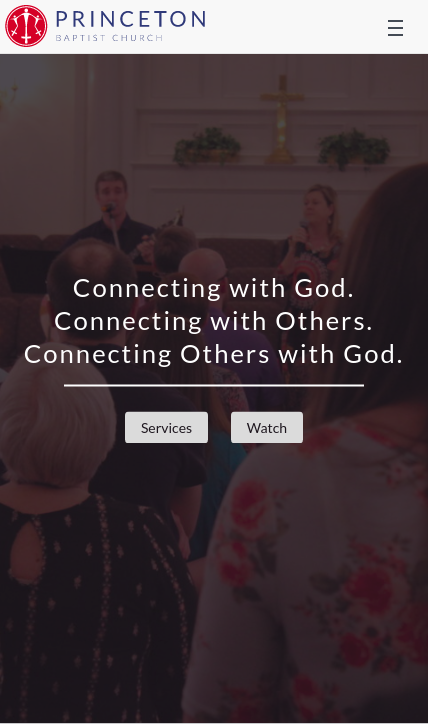 PRINCETON
BAPTIST CHURCH
Connecting with God.
Connecting with Others.
Connecting Others with God.
Services
Watch